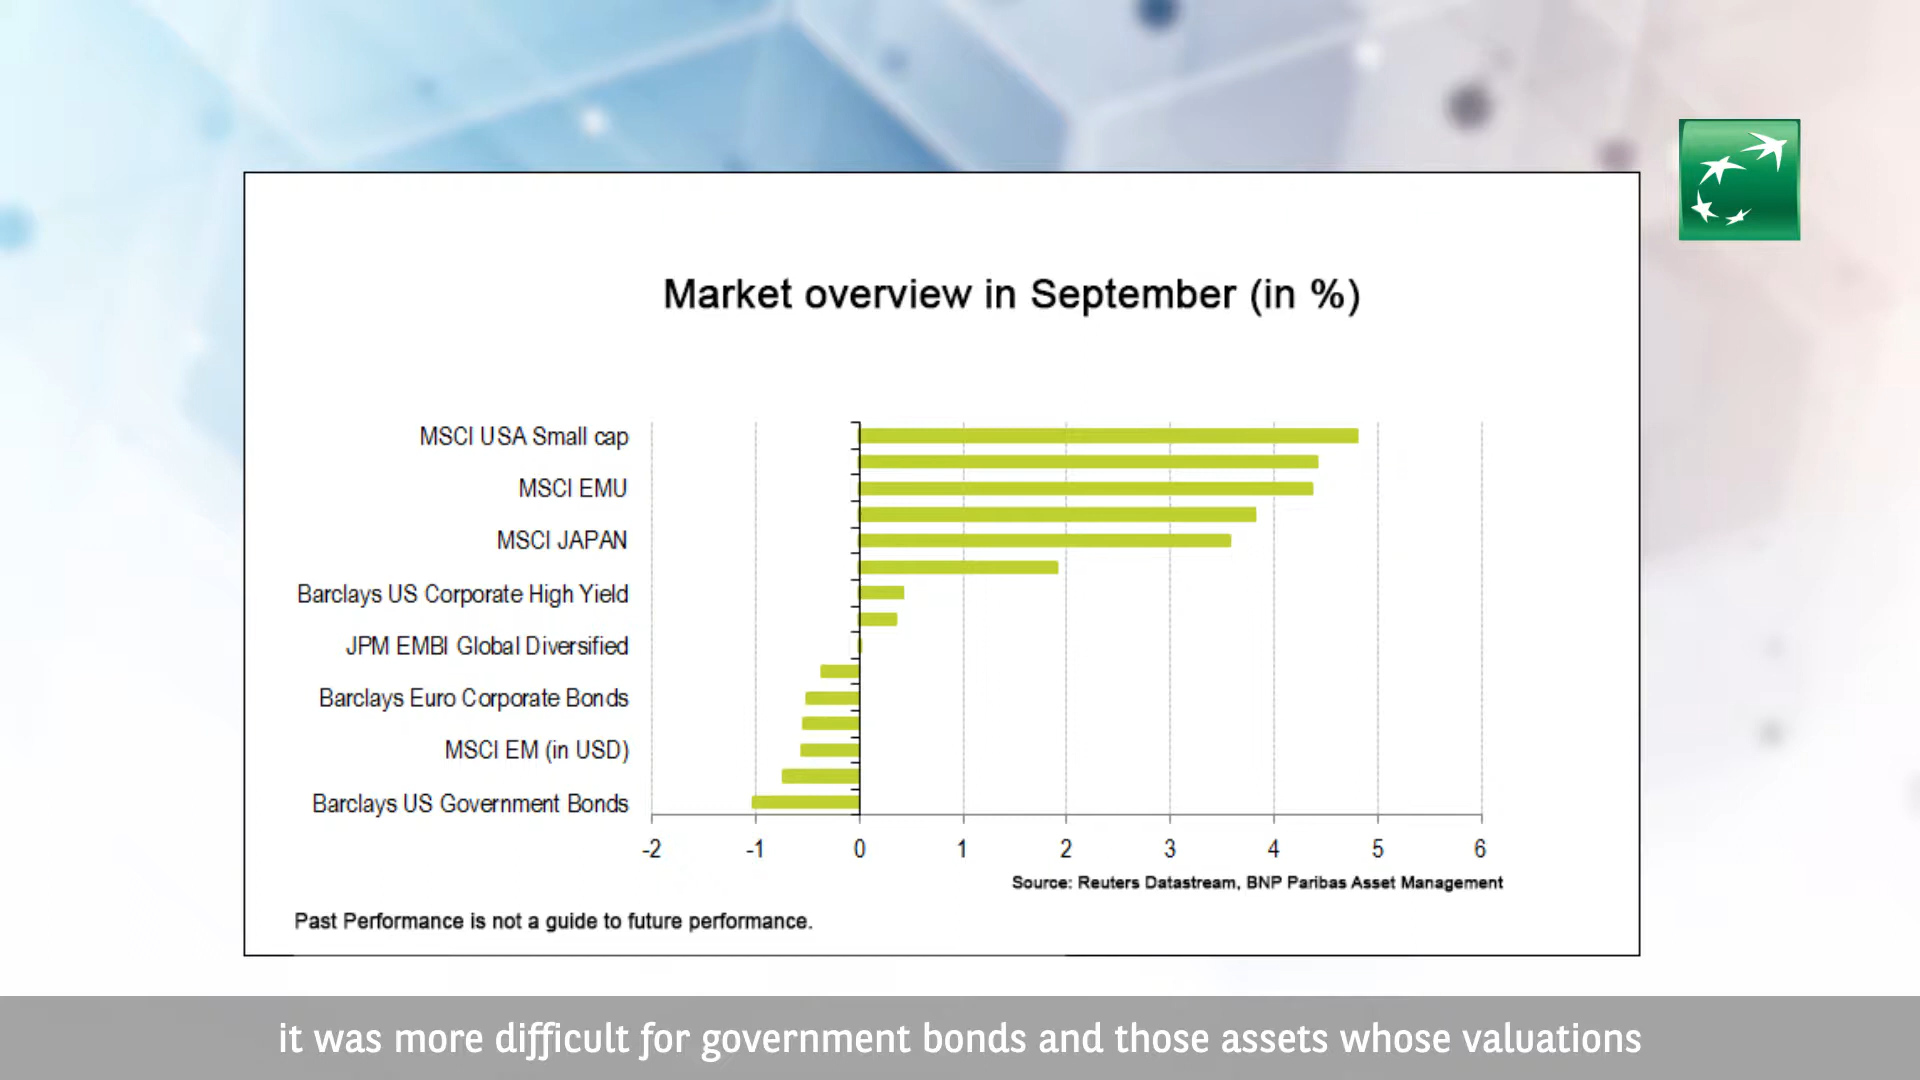 Market overview in September (in %)
MSCI USA Small cap
MSCI EMU
MSCI JAPAN
Barclays US Corporate High Yield
JPM EMBI Global Diversified
Barclays Euro Corporate Bonds
MSCI EM (in USD)
Barclays US Government Bonds
-2 -1 0 1 2 3 4 5 6
Source: Reuters Datastream, BNP Paribas Asset Management
Past Performance is not a guide to future performance.
it was more difficult for government bonds and those assets whose valuations